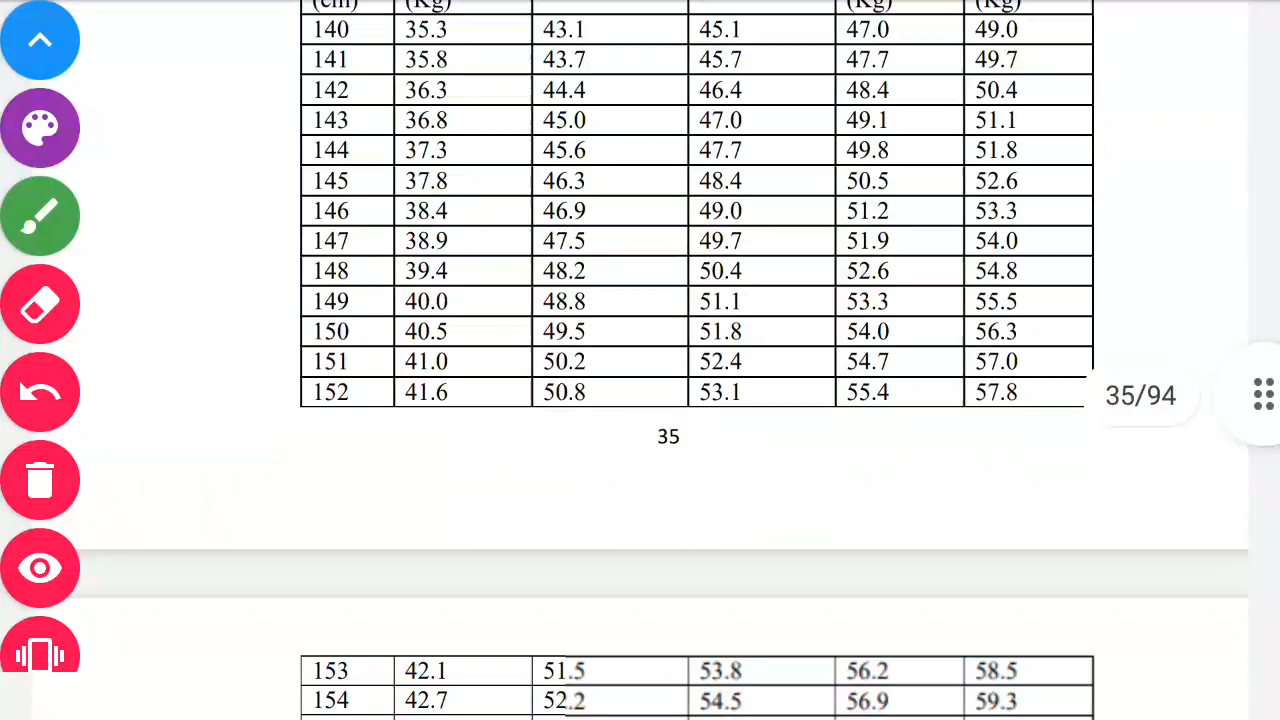 (cm) (Kg) (Kg) (Kg)
140 35.3 43.1 45.1 47.0 49.0
141 35.8 43.7 45.7 47.7 49.7
142 36.3 44.4 46.4 48.4 50.4
143 36.8 45.0 47.0 49.1 51.1
144 37.3 45.6 47.7 49.8 51.8
145 37.8 46.3 48.4 50.5 52.6
146 38.4 46.9 49.0 51.2 53.3
147 38.9 47.5 49.7 51.9 54.0
148 39.4 48.2 50.4 52.6 54.8
149 40.0 48.8 51.1 53.3 55.5
150 40.5 49.5 51.8 54.0 56.3
151 41.0 50.2 52.4 54.7 57.0
152 41.6 50.8 53.1 55.4 57.8
35/94
35
153 42.1 51.5 53.8 56.2 58.5
154 42.7 52.2 54.5 56.9 59.3